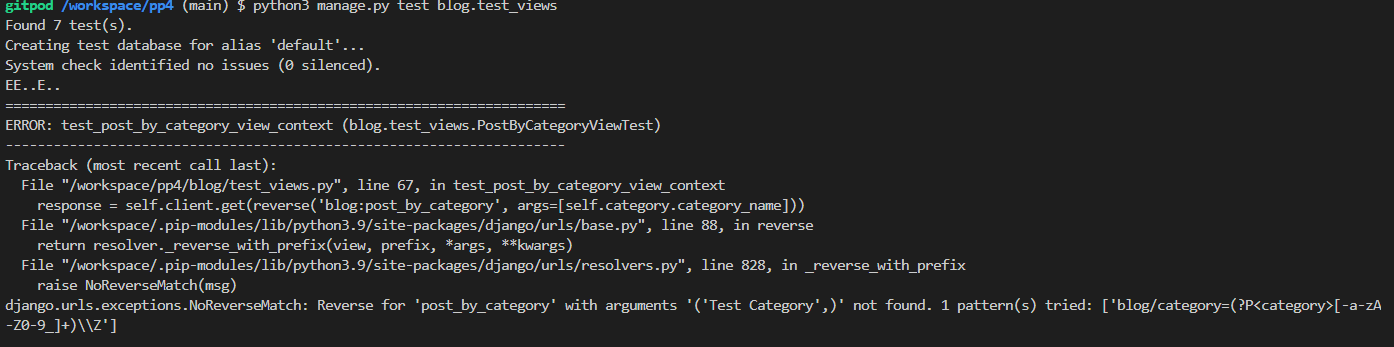 gitpod /workspace/pp4 (main) $ python3 manage.py test blog.test_views
Found 7 test(s).
Creating test database for alias 'default'...
System check identified no issues (0 silenced).
EE..E..
======================================================================
ERROR: test_post_by_category_view_context (blog.test_views.PostByCategoryViewTest)
----------------------------------------------------------------------
Traceback (most recent call last):
  File "/workspace/pp4/blog/test_views.py", line 67, in test_post_by_category_view_context
    response = self.client.get(reverse('blog:post_by_category', args=[self.category.category_name]))
  File "/workspace/.pip-modules/lib/python3.9/site-packages/django/urls/base.py", line 88, in reverse
    return resolver._reverse_with_prefix(view, prefix, *args, **kwargs)
  File "/workspace/.pip-modules/lib/python3.9/site-packages/django/urls/resolvers.py", line 828, in _reverse_with_prefix
    raise NoReverseMatch(msg)
django.urls.exceptions.NoReverseMatch: Reverse for 'post_by_category' with arguments '('Test Category',)' not found. 1 pattern(s) tried: ['blog/category=(?P<category>[-a-zA
-Z0-9_]+)\\Z']